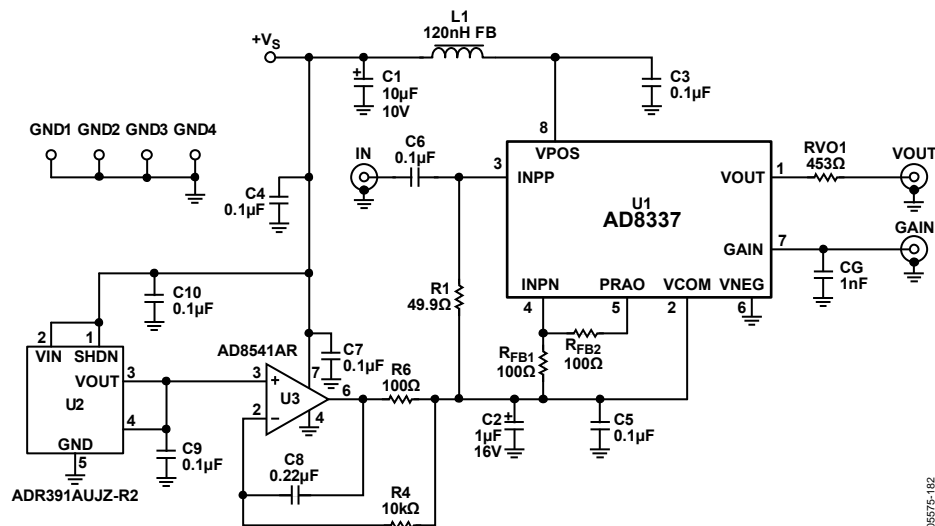 L1
120nH FB
+VS
C1
10µF
10V
C3
0.1µF
GND1 GND2 GND3 GND4
C6
0.1µF
IN
8
VPOS
3
INPP
RVO1
453Ω
VOUT
VOUT
1
U1
AD8337
GAIN
GAIN
7
CG
1nF
C4
0.1µF
R1
49.9Ω
INPN
PRAO
VCOM
VNEG
4
5
2
6
RFB1
100Ω
RFB2
100Ω
C10
0.1µF
2
1
VIN
SHDN
VOUT
3
U2
4
GND
5
ADR391AUJZ-R2
C9
0.1µF
AD8541AR
C7
0.1µF
3
+
7
6
U3
2
–
4
R6
100Ω
C2
1µF
16V
+
+
C5
0.1µF
C8
0.22µF
R4
10kΩ
05575-182